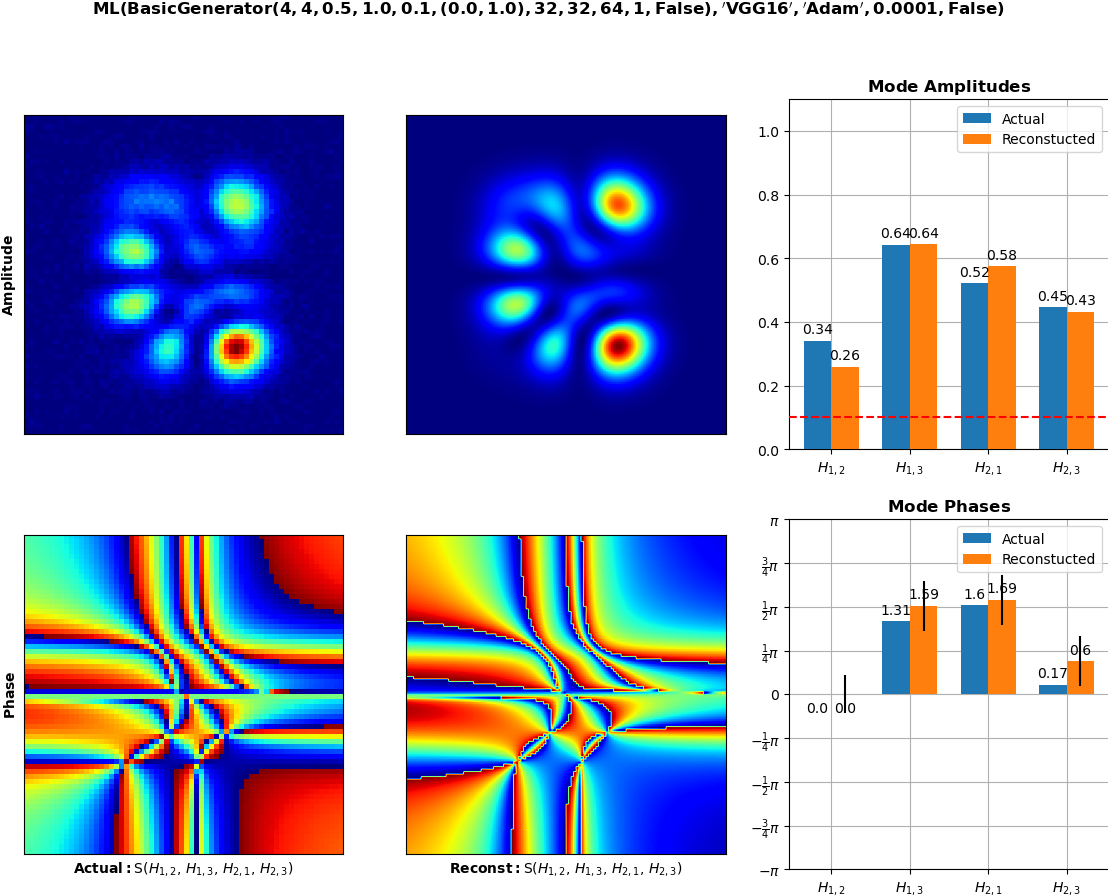 ML(BasicGenerator(4, 4, 0.5, 1.0, 0.1, (0.0, 1.0), 32, 32, 64, 1, False), ′VGG16′, ′Adam′, 0.0001, False)
Amplitude
Mode Amplitudes
Actual
Reconstucted
1.0
0.8
0.6
0.4
0.2
0.0
0.34
0.26
0.64
0.64
0.52
0.58
0.45
0.43
H1,2
H1,3
H2,1
H2,3
Phase
Actual: S(H1,2, H1,3, H2,1, H2,3)
Reconst: S(H1,2, H1,3, H2,1, H2,3)
Mode Phases
Actual
Reconstucted
π
3/4π
1/2π
1/4π
0
−1/4π
−1/2π
−3/4π
−π
0.0
0.0
1.31
1.59
1.6
1.69
0.17
0.6
H1,2
H1,3
H2,1
H2,3